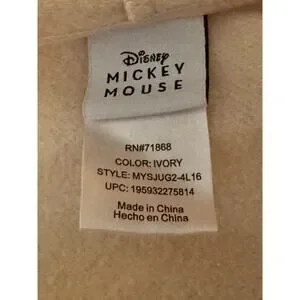 Disney
MICKEY
MOUSE
RN#71868
COLOR: IVORY
STYLE: MYSJUG2-4L16
UPC: 195932275814
Made in China
Hecho en China